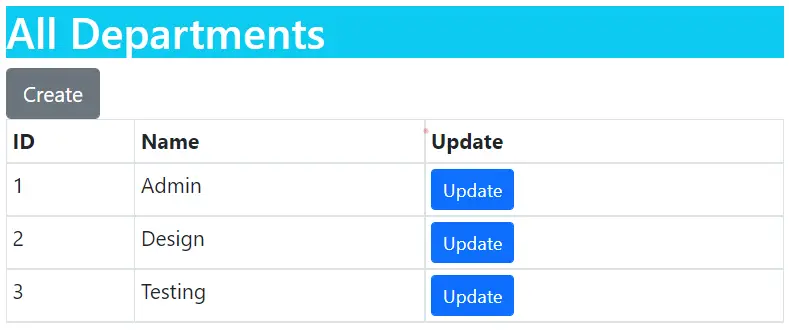 All Departments
Create
ID Name Update
1 Admin Update
2 Design Update
3 Testing Update